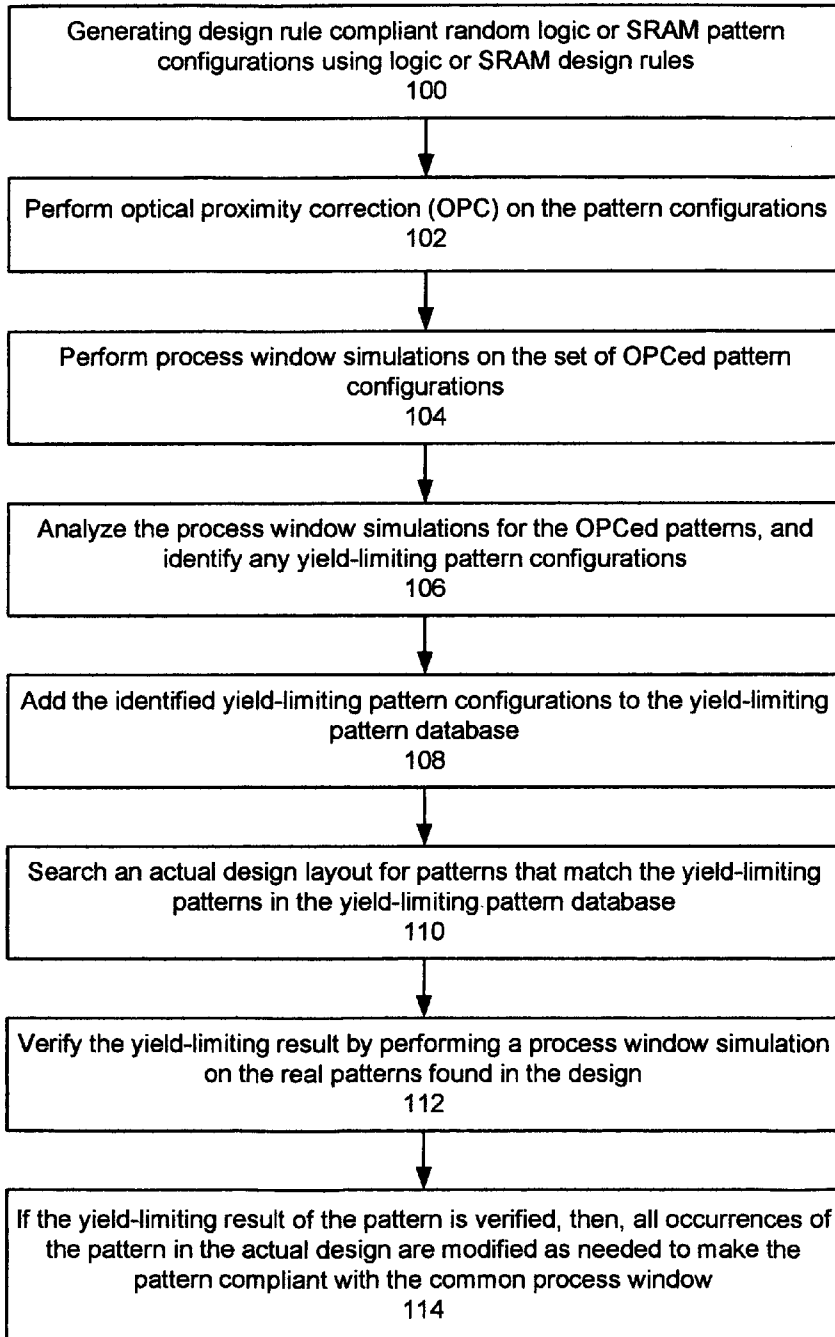 Generating design rule compliant random logic or SRAM pattern
configurations using logic or SRAM design rules
100
Perform optical proximity correction (OPC) on the pattern configurations
102
Perform process window simulations on the set of OPCed pattern
configurations
104
Analyze the process window simulations for the OPCed patterns, and
identify any yield-limiting pattern configurations
106
Add the identified yield-limiting pattern configurations to the yield-limiting
pattern database
108
Search an actual design layout for patterns that match the yield-limiting
patterns in the yield-limiting pattern database
110
Verify the yield-limiting result by performing a process window simulation
on the real patterns found in the design
112
If the yield-limiting result of the pattern is verified, then, all occurrences of
the pattern in the actual design are modified as needed to make the
pattern compliant with the common process window
114